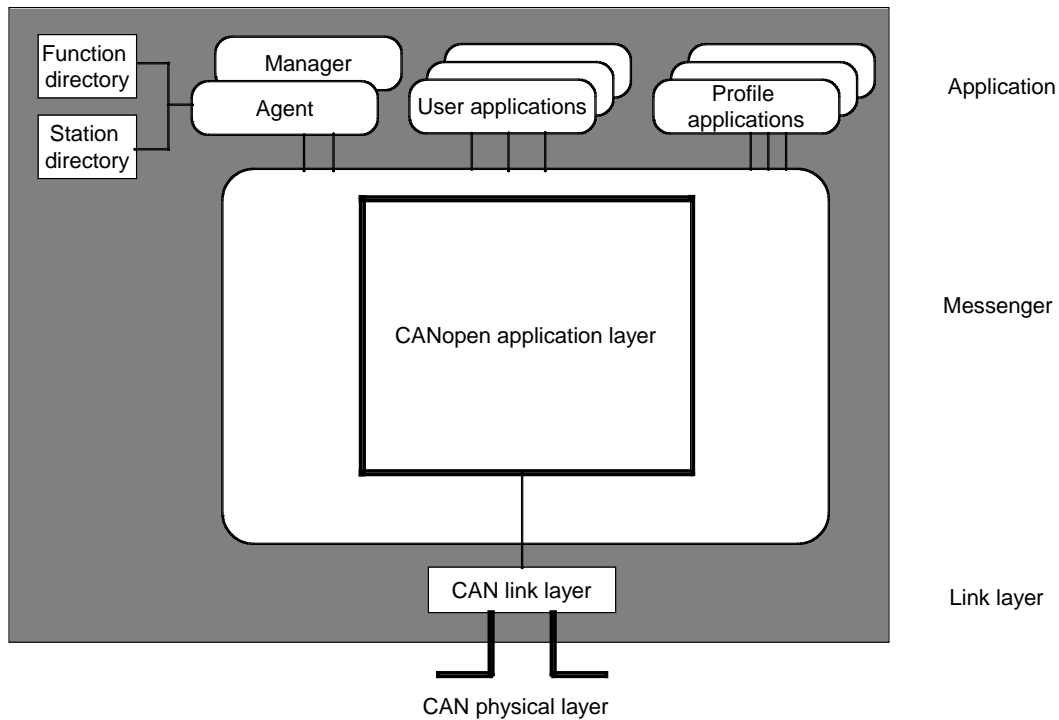 Function
directory
Manager
Agent
User applications
Profile
applications
Application
Station
directory
CANopen application layer
Messenger
CAN link layer
Link layer
CAN physical layer